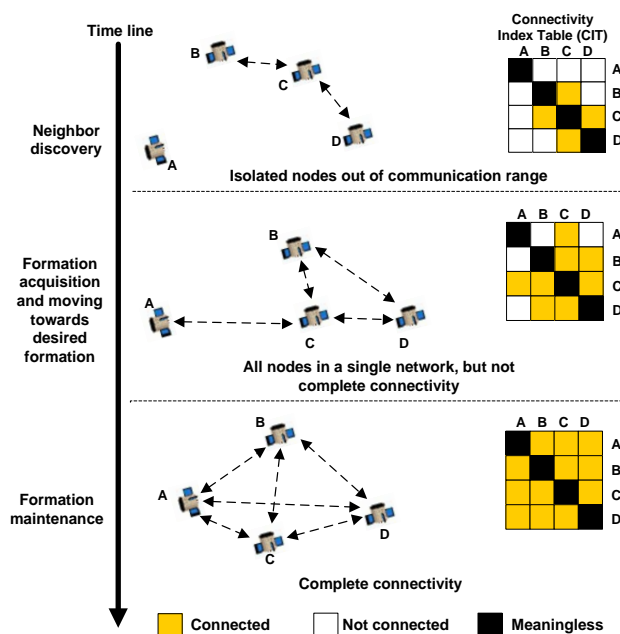 Time line
Connectivity
Index Table (CIT)
A B C D
A
B
C
D
B
C
D
A
Neighbor
discovery
Isolated nodes out of communication range
A B C D
A
B
C
D
B
A
C
D
Formation
acquisition
and moving
towards
desired
formation
All nodes in a single network, but not
complete connectivity
A B C D
A
B
C
D
B
A
C
D
Formation
maintenance
Complete connectivity
Connected
Not connected
Meaningless